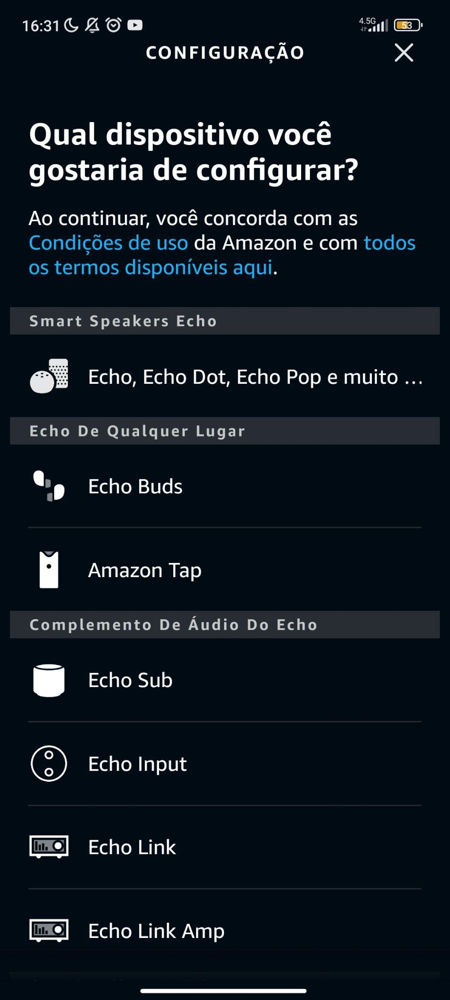 16:31
4.5G
53
CONFIGURAÇÃO
Qual dispositivo você
gostaria de configurar?
Ao continuar, você concorda com as
Condições de uso da Amazon e com todos
os termos disponíveis aqui.
Smart Speakers Echo
Echo, Echo Dot, Echo Pop e muito ...
Echo De Qualquer Lugar
Echo Buds
Amazon Tap
Complemento De Áudio Do Echo
Echo Sub
Echo Input
Echo Link
Echo Link Amp